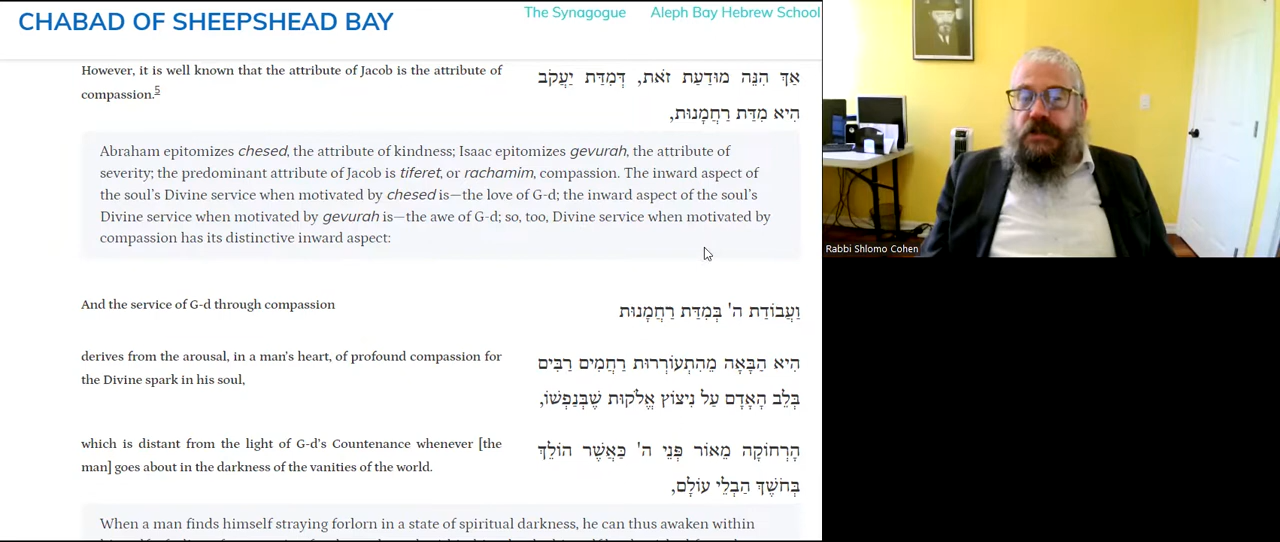 CHABAD OF SHEEPSHEAD BAY
The Synagogue Aleph Bay Hebrew School
However, it is well known that the attribute of Jacob is the attribute of
compassion.5
אַךְ הִנֵּה מוּדַעַת זֹאת, דְּמִדַּת יַעֲקֹב
הִיא מִדַּת רַחֲמָנוּת,
Abraham epitomizes chesed, the attribute of kindness; Isaac epitomizes gevurah, the attribute of
severity; the predominant attribute of Jacob is tiferet, or rachamim, compassion. The inward aspect of
the soul's Divine service when motivated by chesed is—the love of G-d; the inward aspect of the soul's
Divine service when motivated by gevurah is—the awe of G-d; so, too, Divine service when motivated by
compassion has its distinctive inward aspect:
And the service of G-d through compassion
וַעֲבוֹדַת ה' בְּמִדַּת רַחֲמָנוּת
derives from the arousal, in a man's heart, of profound compassion for
the Divine spark in his soul,
הִיא הַבָּאָה מֵהִתְעוֹרְרוּת רַחֲמִים רַבִּים
בְּלֵב הָאָדָם עַל נִיצוֹץ אֱלֹקוּת שֶׁבְּנַפְשׁוֹ,
which is distant from the light of G-d's Countenance whenever [the
man] goes about in the darkness of the vanities of the world.
הָרְחוֹקָה מֵאוֹר פְּנֵי ה' כַּאֲשֶׁר הוֹלֵךְ
בְּחֹשֶׁךְ הַבְלֵי עוֹלָם,
When a man finds himself straying forlorn in a state of spiritual darkness, he can thus awaken within
Rabbi Shlomo Cohen